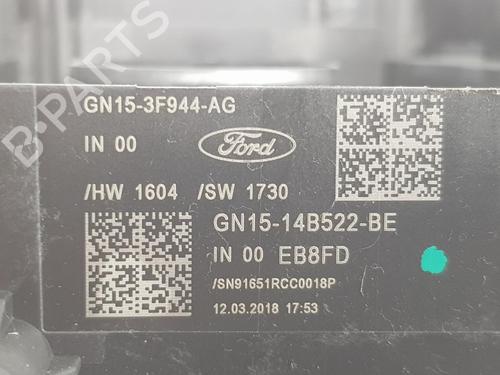 GN15-3F944-AG
IN 00
Ford
/HW 1604 /SW 1730
GN15-14B522-BE
IN 00 EB8FD
/SN91651RCC0018P
12.03.2018 17:53
B PARTS